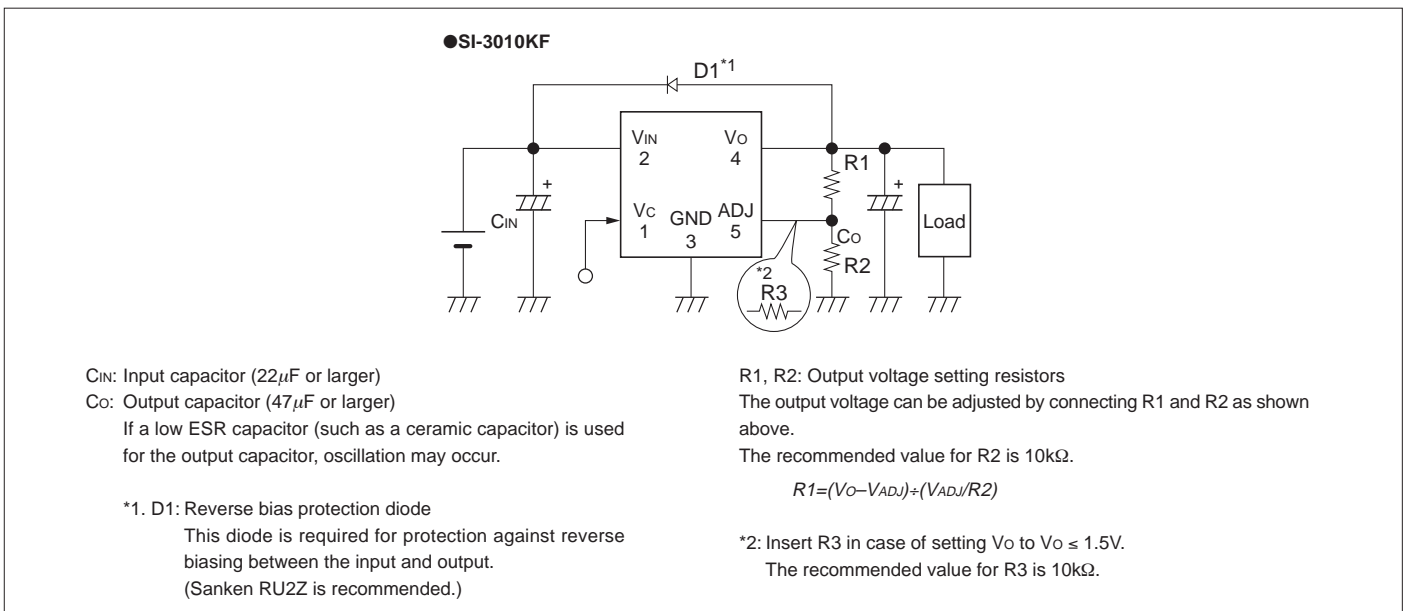 ●SI-3010KF
D1*1
VIN
2
VO
4
R1
+
+
CIN
VC
1
GND
3
ADJ
5
CO
Load
R2
*2
R3
CIN: Input capacitor (22μF or larger)
CO: Output capacitor (47μF or larger)
If a low ESR capacitor (such as a ceramic capacitor) is used
for the output capacitor, oscillation may occur.
*1. D1: Reverse bias protection diode
This diode is required for protection against reverse
biasing between the input and output.
(Sanken RU2Z is recommended.)
R1, R2: Output voltage setting resistors
The output voltage can be adjusted by connecting R1 and R2 as shown
above.
The recommended value for R2 is 10kΩ.
R1=(VO–VADJ)÷(VADJ/R2)
*2: Insert R3 in case of setting VO to VO ≤ 1.5V.
The recommended value for R3 is 10kΩ.